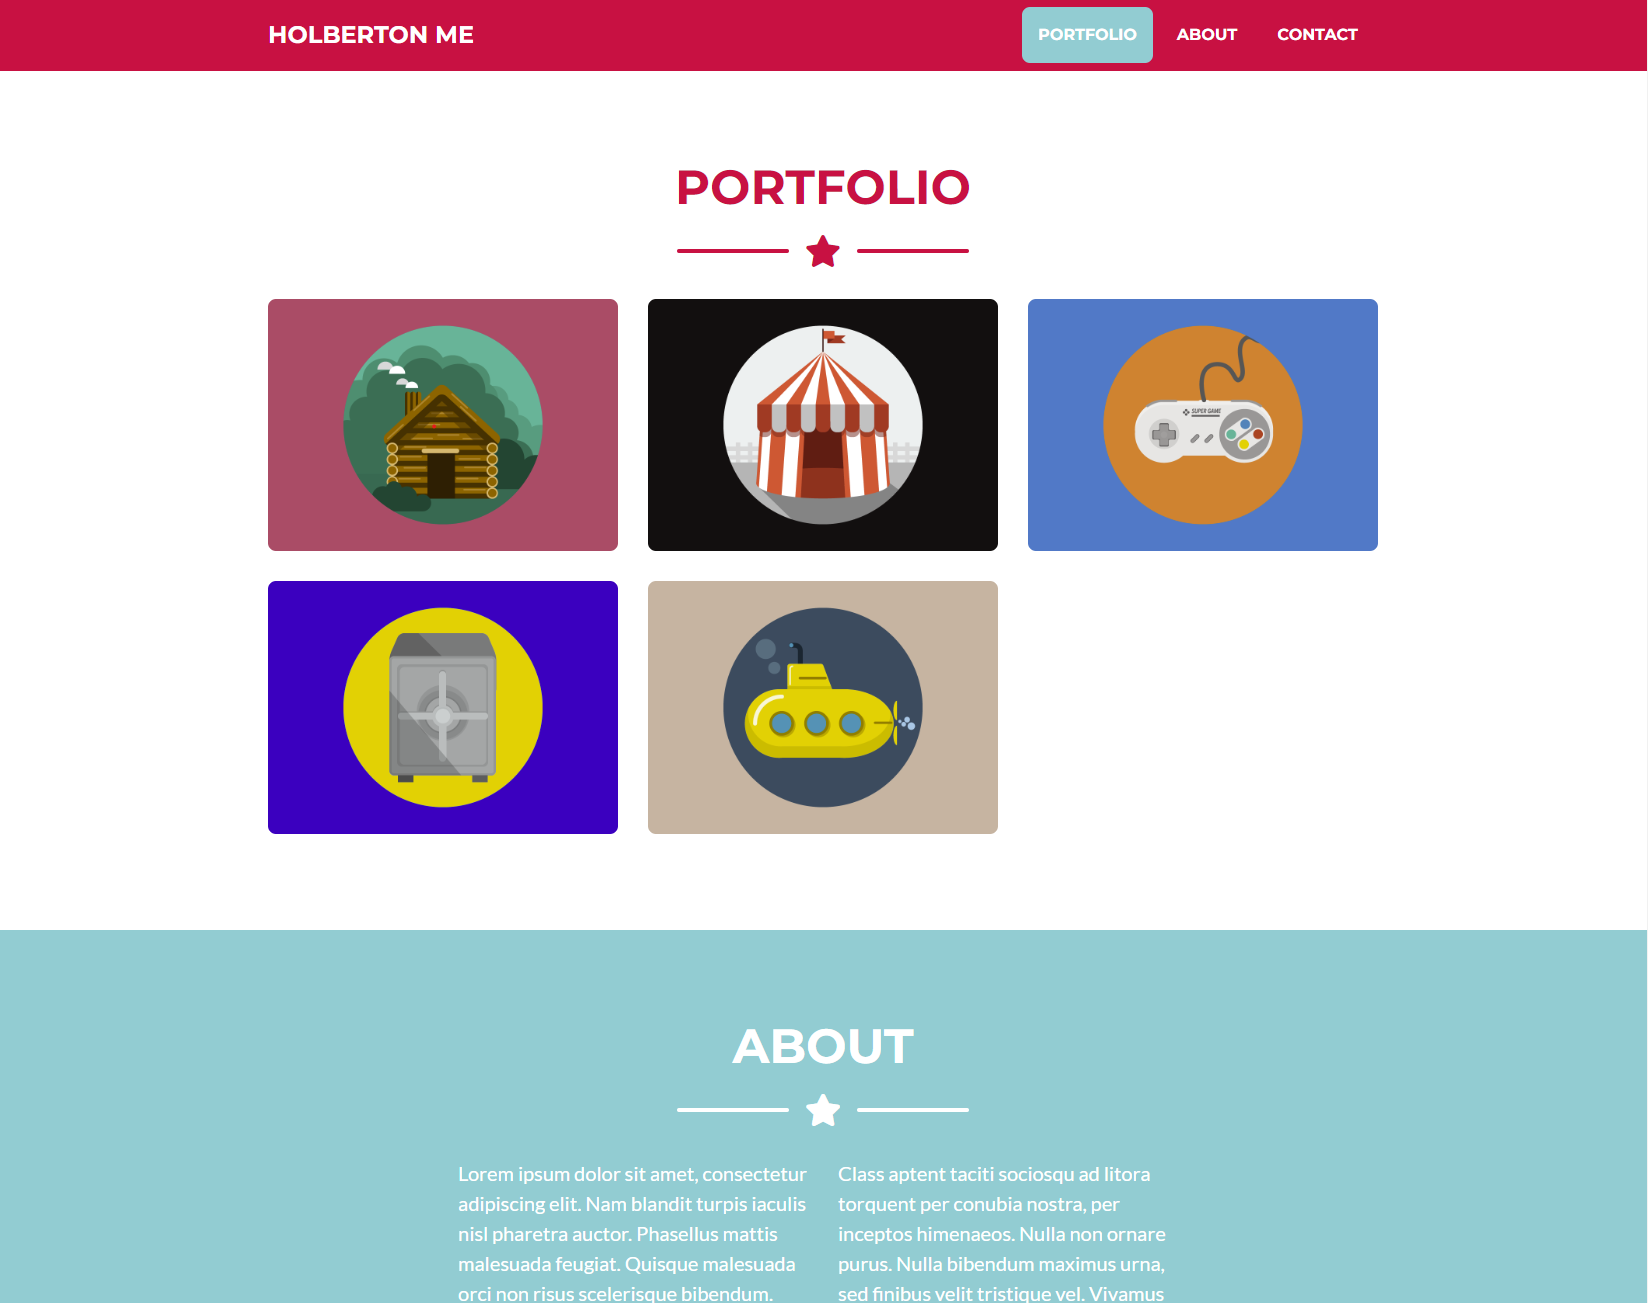 HOLBERTON ME
PORTFOLIO
ABOUT
CONTACT
PORTFOLIO
SUPER GAME
ABOUT
Lorem ipsum dolor sit amet, consectetur
adipiscing elit. Nam blandit turpis iaculis
nisl pharetra auctor. Phasellus mattis
malesuada feugiat. Quisque malesuada
orci non risus scelerisque bibendum.
Class aptent taciti sociosqu ad litora
torquent per conubia nostra, per
inceptos himenaeos. Nulla non ornare
purus. Nulla bibendum maximus urna,
sed finibus velit tristique vel. Vivamus